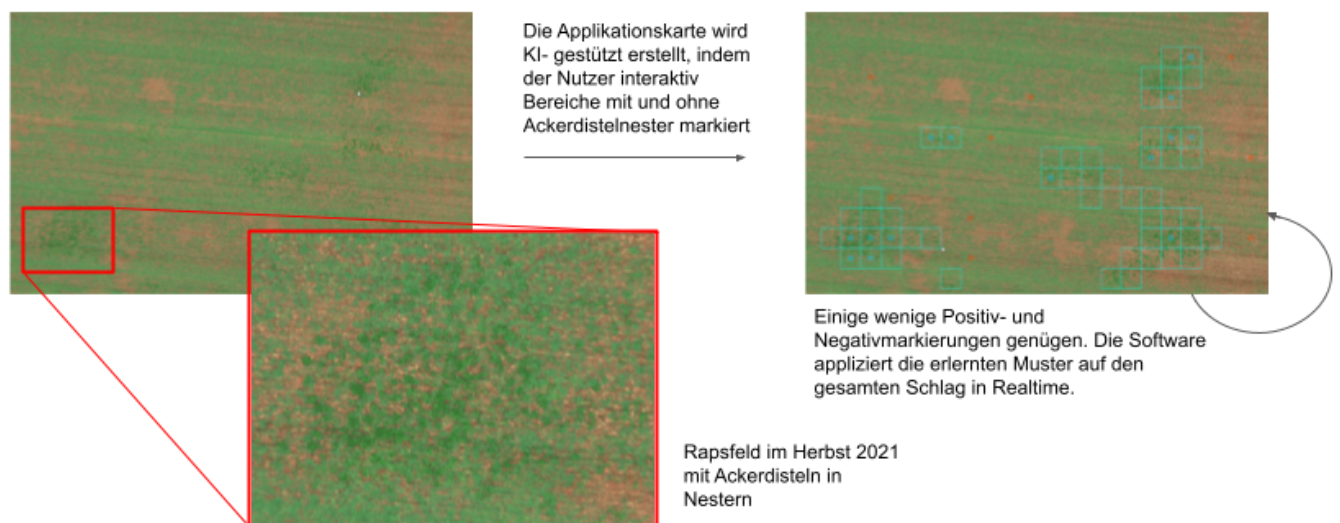 Die Applikationskarte wird
KI- gestützt erstellt, indem
der Nutzer interaktiv
Bereiche mit und ohne
Ackerdistelnester markiert
Einige wenige Positiv- und
Negativmarkierungen genügen. Die Software
appliziert die erlernten Muster auf den
gesamten Schlag in Realtime.
Rapsfeld im Herbst 2021
mit Ackerdisteln in
Nestern